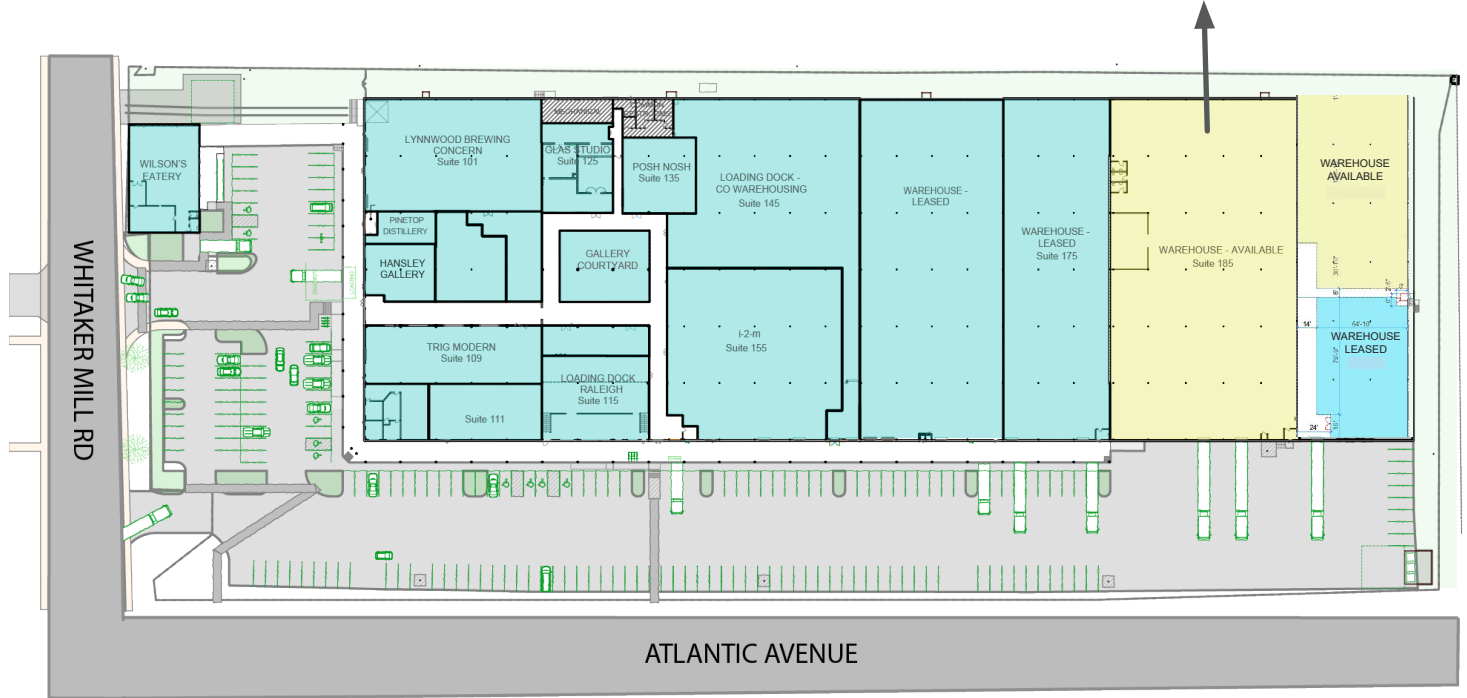 LYNNWOOD BREWING
CONCERN
Suite 101
GLAS STUDIO
Suite 125
POSH NOSH
Suite 135
LOADING DOCK -
CO WAREHOUSING
Suite 145
WAREHOUSE -
LEASED
WAREHOUSE -
LEASED
Suite 175
WAREHOUSE - AVAILABLE
Suite 185
WAREHOUSE
AVAILABLE
WILSON'S
EATERY
PINETOP
DISTILLERY
HANSLEY
GALLERY
GALLERY
COURTYARD
TRIG MODERN
Suite 109
i-2-m
Suite 155
WAREHOUSE
LEASED
14'
24'
6'
LOADING DOCK
RALEIGH
Suite 115
Suite 111
WHITAKER MILL RD
ATLANTIC AVENUE